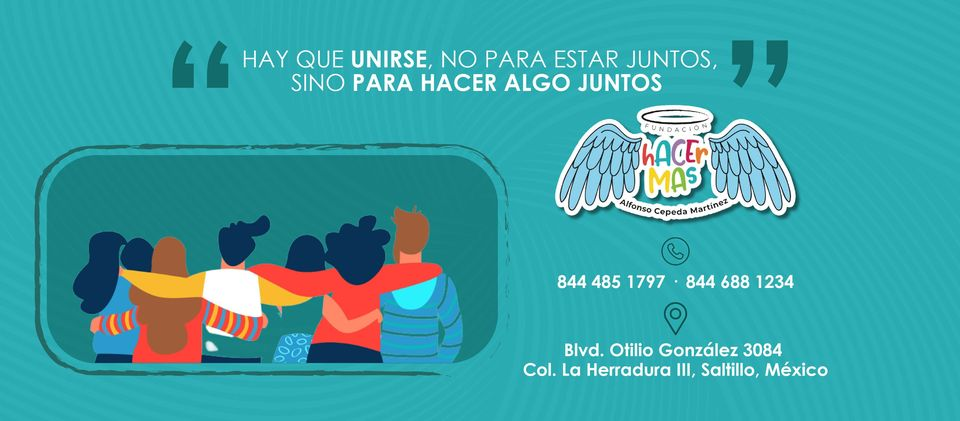 “HAY QUE UNIRSE, NO PARA ESTAR JUNTOS,
SINO PARA HACER ALGO JUNTOS”
FUNDACIÓN
hACEr
MAS
Alfonso Cepeda Martínez
844 485 1797 · 844 688 1234
Blvd. Otilio González 3084
Col. La Herradura III, Saltillo, México